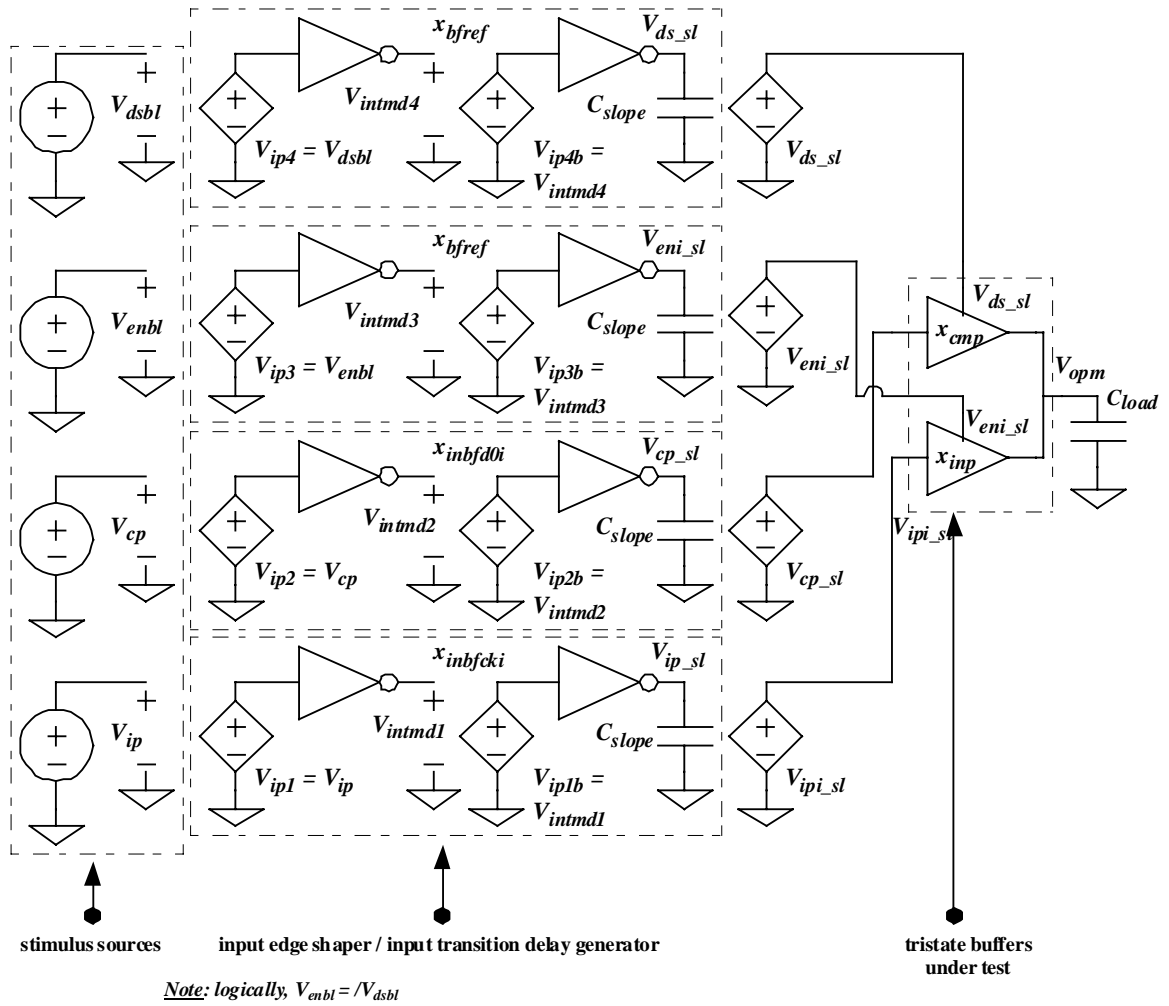 x_bfref
V_ds_sl
+
V_dsbl
−
+
−
+
V_intmd4
−
+
−
C_slope
+
−
V_ip4 = V_dsbl
V_ip4b =
V_intmd4
V_ds_sl
x_bfref
V_eni_sl
+
V_enbl
−
+
−
+
V_intmd3
−
+
−
C_slope
+
−
V_ip3 = V_enbl
V_ip3b =
V_intmd3
V_eni_sl
V_ds_sl
x_cmp
V_opm
C_load
V_eni_sl
x_inp
x_inbfd0i
V_cp_sl
+
V_cp
−
+
−
+
V_intmd2
−
+
−
C_slope
+
−
V_ip2 = V_cp
V_ip2b =
V_intmd2
V_cp_sl
x_inbfcki
V_ip_sl
+
V_ip
−
+
−
+
V_intmd1
−
+
−
C_slope
+
−
V_ip1 = V_ip
V_ip1b =
V_intmd1
V_ipi_sl
stimulus sources
input edge shaper / input transition delay generator
tristate buffers
under test
Note: logically, V_enbl = /V_dsbl